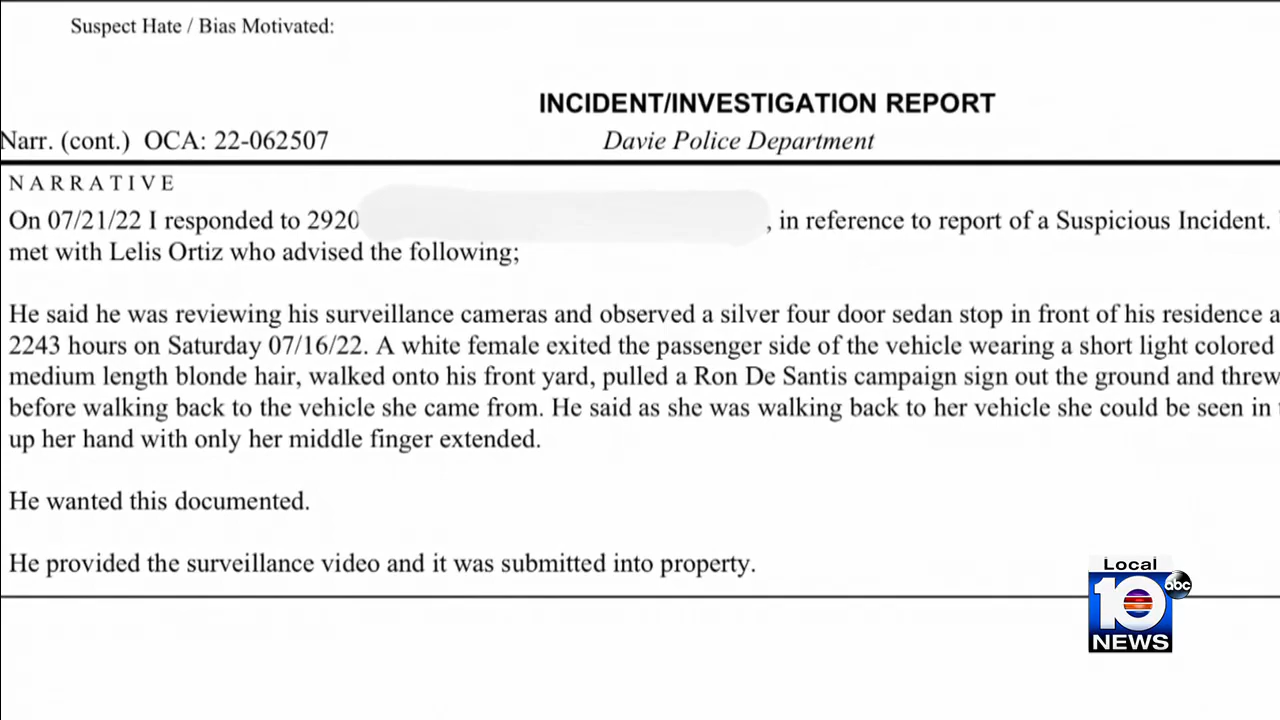 Suspect Hate / Bias Motivated:
INCIDENT/INVESTIGATION REPORT
Narr. (cont.) OCA: 22-062507 Davie Police Department
NARRATIVE
On 07/21/22 I responded to 2920 , in reference to report of a Suspicious Incident.
met with Lelis Ortiz who advised the following;
He said he was reviewing his surveillance cameras and observed a silver four door sedan stop in front of his residence a
2243 hours on Saturday 07/16/22. A white female exited the passenger side of the vehicle wearing a short light colored
medium length blonde hair, walked onto his front yard, pulled a Ron De Santis campaign sign out the ground and threw
before walking back to the vehicle she came from. He said as she was walking back to her vehicle she could be seen in
up her hand with only her middle finger extended.
He wanted this documented.
He provided the surveillance video and it was submitted into property.
Local
10
abc
NEWS